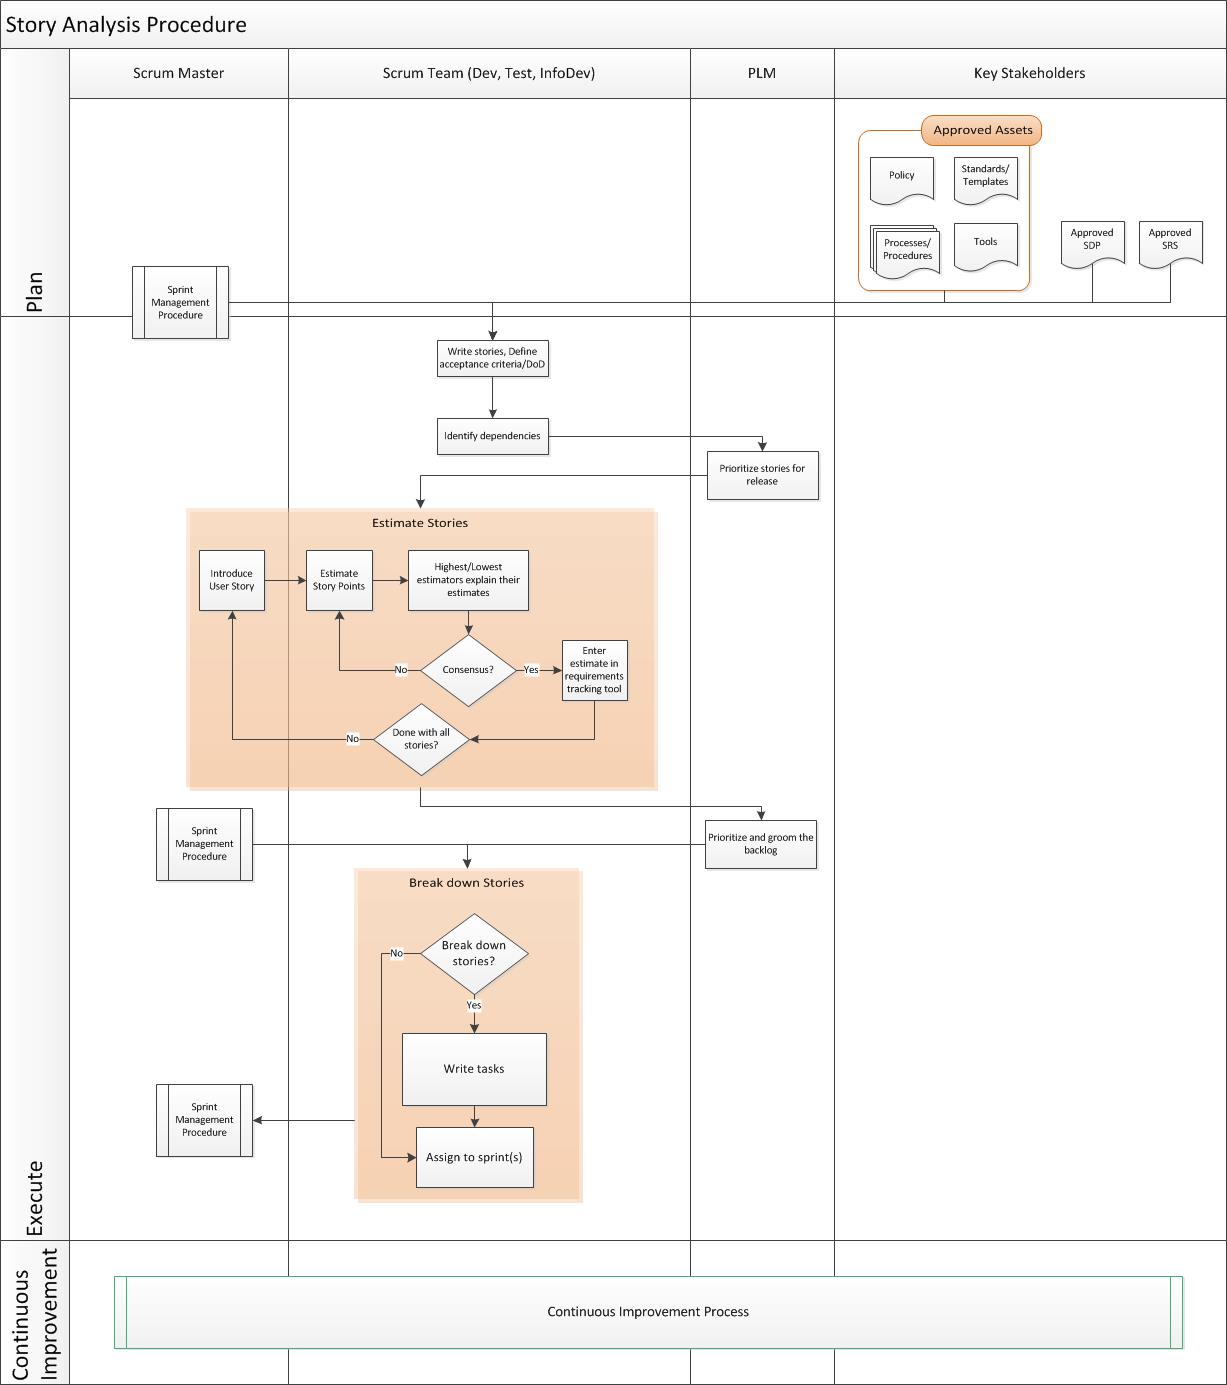 Story Analysis Procedure
Scrum Master
Scrum Team (Dev, Test, InfoDev)
PLM
Key Stakeholders
Plan
Approved Assets
Policy
Standards/
Templates
Processes/
Procedures
Tools
Approved
SDP
Approved
SRS
Sprint
Management
Procedure
Execute
Write stories, Define
acceptance criteria/DoD
Identify dependencies
Prioritize stories for
release
Estimate Stories
Introduce
User Story
Estimate
Story Points
Highest/Lowest
estimators explain their
estimates
Consensus?
No
Yes
Enter
estimate in
requirements
tracking tool
Done with all
stories?
No
Sprint
Management
Procedure
Prioritize and groom the
backlog
Break down Stories
Break down
stories?
No
Yes
Write tasks
Sprint
Management
Procedure
Assign to sprint(s)
Continuous
Improvement
Continuous Improvement Process